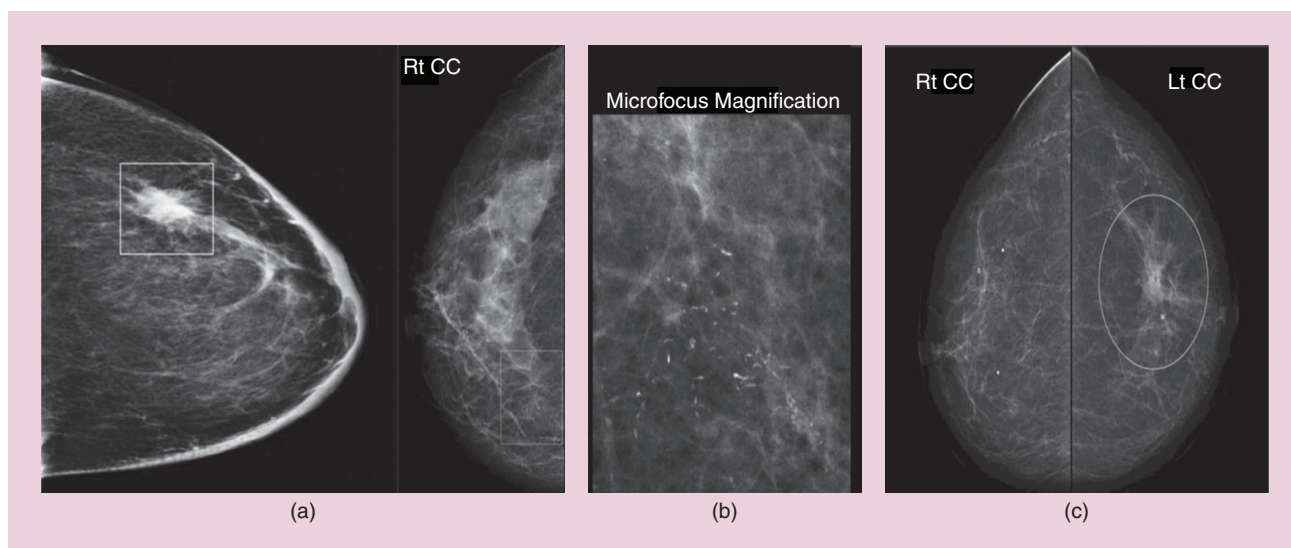 Rt CC
Microfocus Magnification
Rt CC
Lt CC
(a)
(b)
(c)